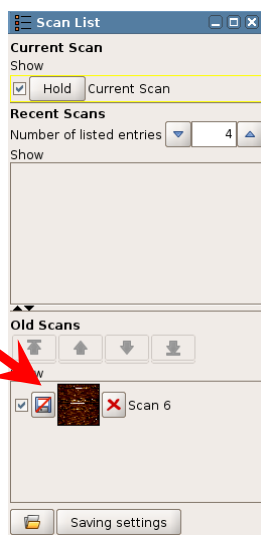 Scan List
Current Scan
Show
Hold Current Scan
Recent Scans
Number of listed entries 4
Show
Old Scans
Scan 6
Saving settings